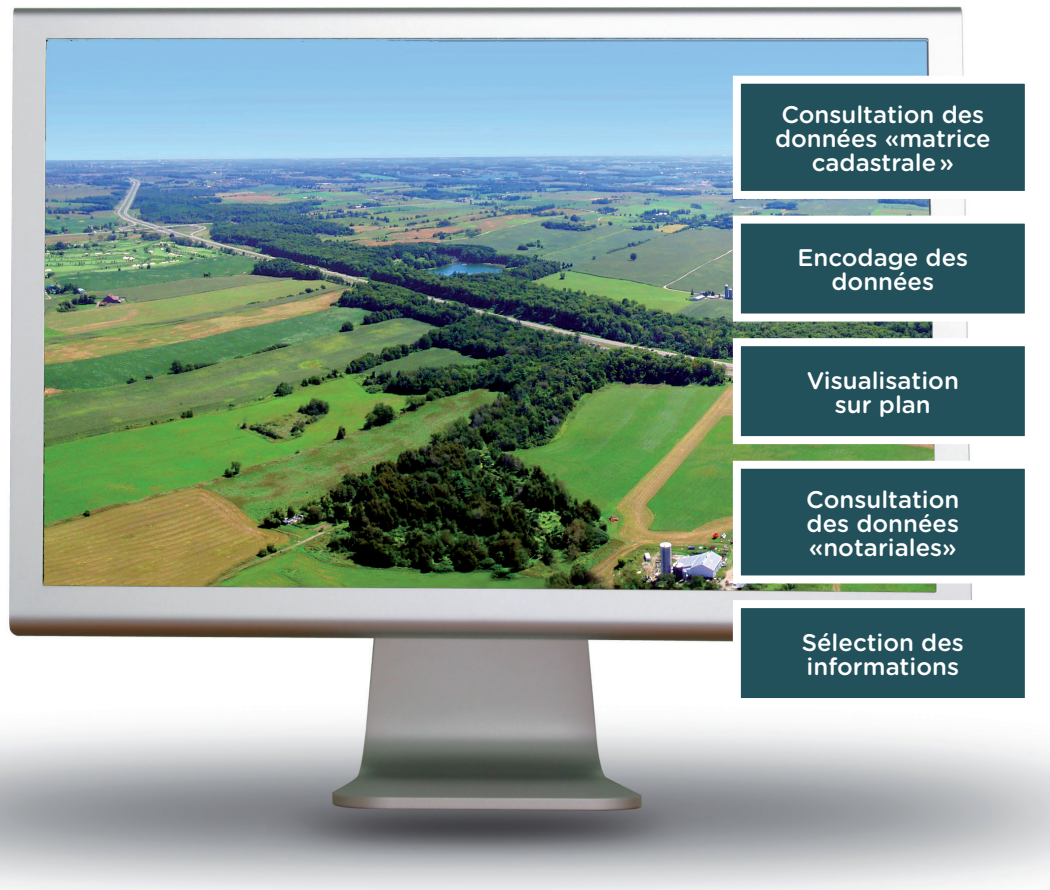 Consultation des
données «matrice
cadastrale»
Encodage des
données
Visualisation
sur plan
Consultation
des données
«notariales»
Sélection des
informations